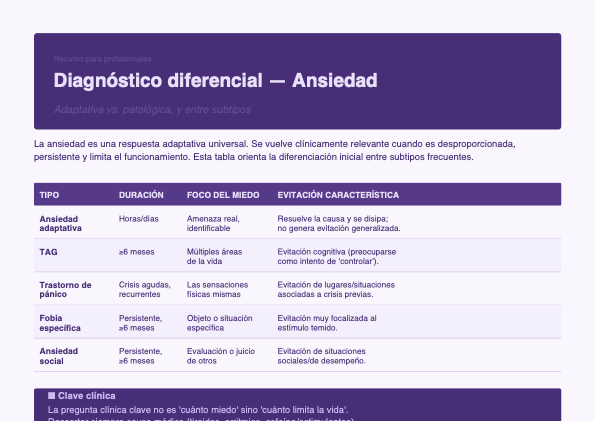 Recurso para profesionales
Diagnóstico diferencial — Ansiedad
Adaptativa vs. patológica, y entre subtipos
La ansiedad es una respuesta adaptativa universal. Se vuelve clínicamente relevante cuando es desproporcionada,
persistente y limita el funcionamiento. Esta tabla orienta la diferenciación inicial entre subtipos frecuentes.
TIPO DURACIÓN FOCO DEL MIEDO EVITACIÓN CARACTERÍSTICA
Ansiedad Horas/días Amenaza real, Resuelve la causa y se disipa;
adaptativa identificable no genera evitación generalizada.
TAG ≥6 meses Múltiples áreas Evitación cognitiva (preocuparse
de la vida como intento de 'controlar').
Trastorno de Crisis agudas, Las sensaciones Evitación de lugares/situaciones
pánico recurrentes físicas mismas asociadas a crisis previas.
Fobia Persistente, Objeto o situación Evitación muy focalizada al
específica ≥6 meses específica estímulo temido.
Ansiedad Persistente, Evaluación o juicio Evitación de situaciones
social ≥6 meses de otros sociales/de desempeño.
Clave clínica
La pregunta clínica clave no es 'cuánto miedo' sino 'cuánto limita la vida'.